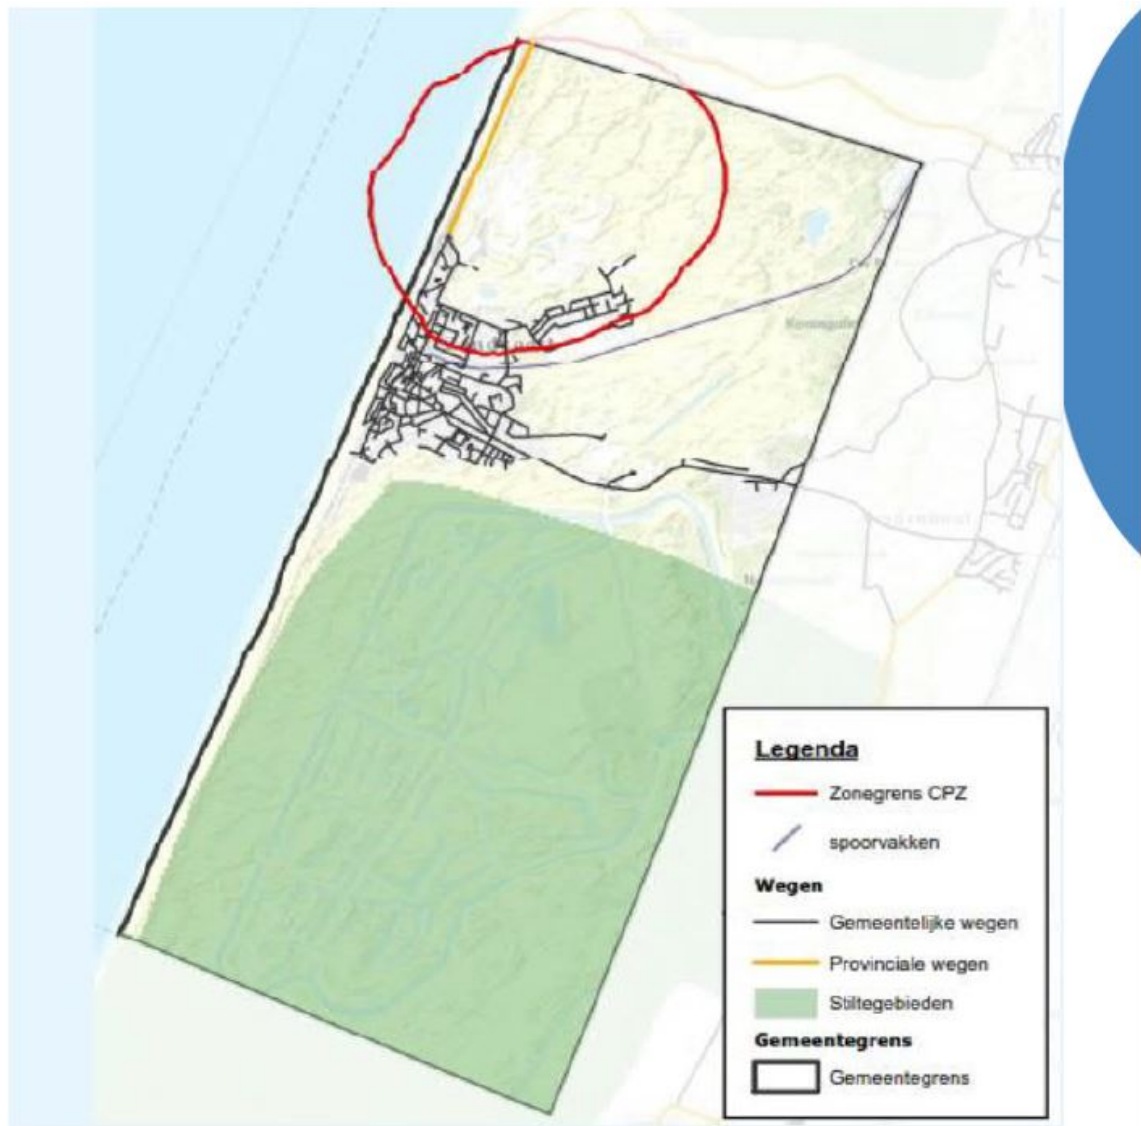 Legenda
Zonegrens CPZ
spoorvakken
Wegen
Gemeentelijke wegen
Provinciale wegen
Stiltegebieden
Gemeentegrens
Gemeentegrens